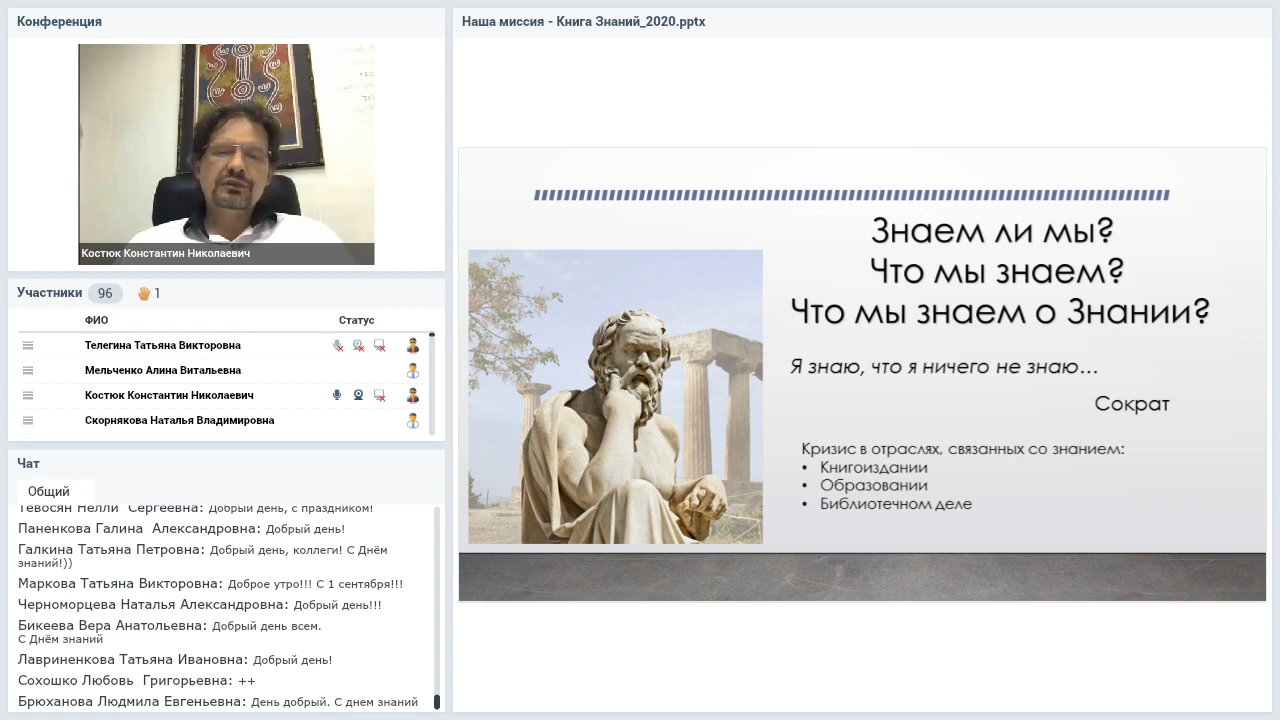 Конференция
Костюк Константин Николаевич
Участники 96 1
ФИО Статус
Телегина Татьяна Викторовна
Мельченко Алина Витальевна
Костюк Константин Николаевич
Скорнякова Наталья Владимировна
Чат
Общий
Тевосян Нелли Сергеевна: Добрый день, с праздником!
Паненкова Галина Александровна: Добрый день!
Галкина Татьяна Петровна: Добрый день, коллеги! С Днём
знаний!))
Маркова Татьяна Викторовна: Доброе утро!!! С 1 сентября!!!
Черноморцева Наталья Александровна: Добрый день!!!
Бикеева Вера Анатольевна: Добрый день всем.
С Днём знаний
Лавриненкова Татьяна Ивановна: Добрый день!
Сохошко Любовь Григорьевна: ++
Брюханова Людмила Евгеньевна: День добрый. С днем знаний
Наша миссия - Книга Знаний_2020.pptx
Знаем ли мы?
Что мы знаем?
Что мы знаем о Знании?
Я знаю, что я ничего не знаю...
Сократ
Кризис в отраслях, связанных со знанием:
• Книгоиздании
• Образовании
• Библиотечном деле